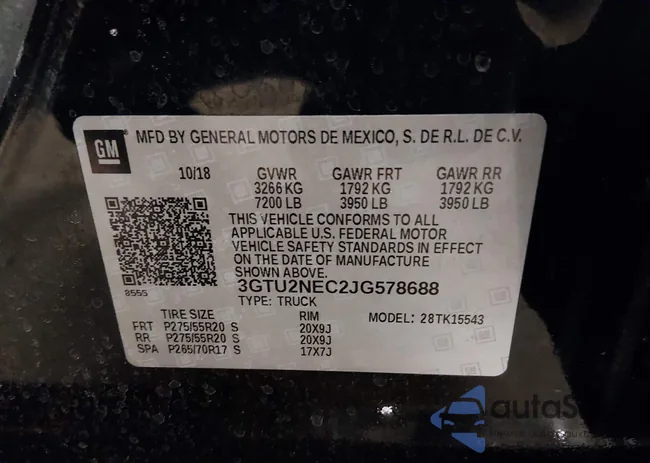 GM
MFD BY GENERAL MOTORS DE MEXICO, S. DE R.L. DE C.V.
10/18 GVWR GAWR FRT GAWR RR
3266 KG 1792 KG 1792 KG
7200 LB 3950 LB 3950 LB
THIS VEHICLE CONFORMS TO ALL
APPLICABLE U.S. FEDERAL MOTOR
VEHICLE SAFETY STANDARDS IN EFFECT
ON THE DATE OF MANUFACTURE
SHOWN ABOVE.
8555
3GTU2NEC2JG578688
TYPE: TRUCK
TIRE SIZE RIM MODEL: 28TK15543
FRT P275/55R20 S 20X9J
RR P275/55R20 S 20X9J
SPA P265/70R17 S 17X7J